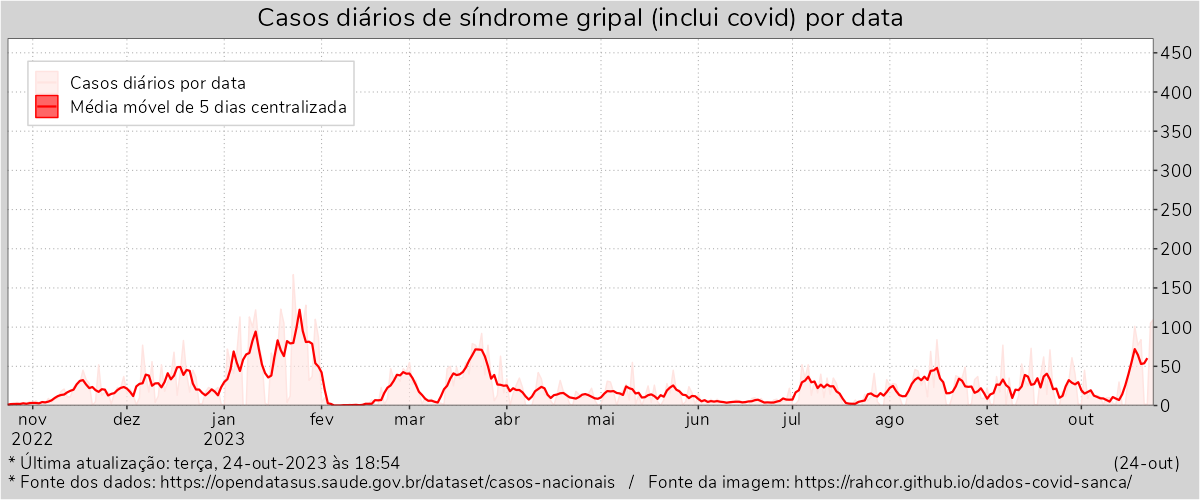 Casos diários de síndrome gripal (inclui covid) por data
Casos diários por data
Média móvel de 5 dias centralizada
450
400
350
300
250
200
150
100
50
0
nov dez jan fev mar abr mai jun jul ago set out
2022 2023
* Última atualização: terça, 24-out-2023 às 18:54 (24-out)
* Fonte dos dados: https://opendatasus.saude.gov.br/dataset/casos-nacionais / Fonte da imagem: https://rahcor.github.io/dados-covid-sanca/